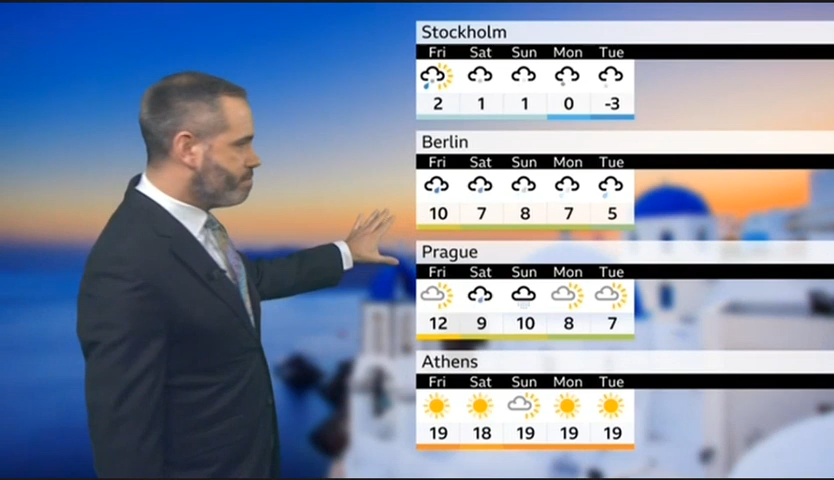 Stockholm
Fri Sat Sun Mon Tue
2 1 1 0 -3
Berlin
Fri Sat Sun Mon Tue
10 7 8 7 5
Prague
Fri Sat Sun Mon Tue
12 9 10 8 7
Athens
Fri Sat Sun Mon Tue
19 18 19 19 19